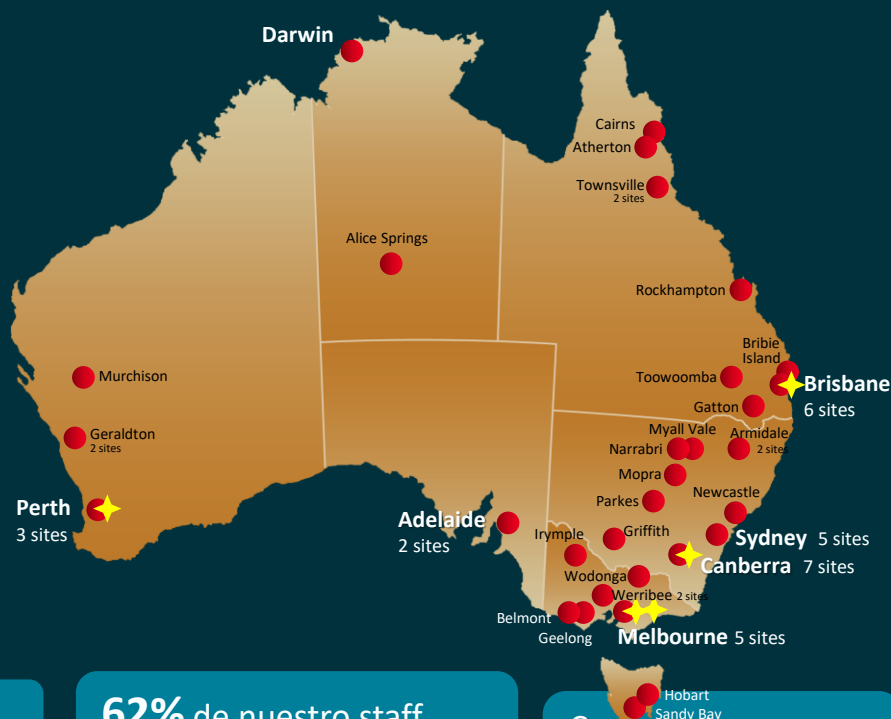 Darwin
Cairns
Atherton
Townsville
2 sites
Alice Springs
Rockhampton
Bribie
Island
Murchison
Toowoomba
Brisbane
6 sites
Gatton
Geraldton
2 sites
Myall Vale
Armidale
2 sites
Narrabri
Mopra
Newcastle
Parkes
Perth
3 sites
Adelaide
2 sites
Irymple
Griffith
Sydney 5 sites
Canberra 7 sites
Wodonga
Werribee 2 sites
Belmont
Geelong
Melbourne 5 sites
Hobart
Sandy Bay
62% de nuestro staff